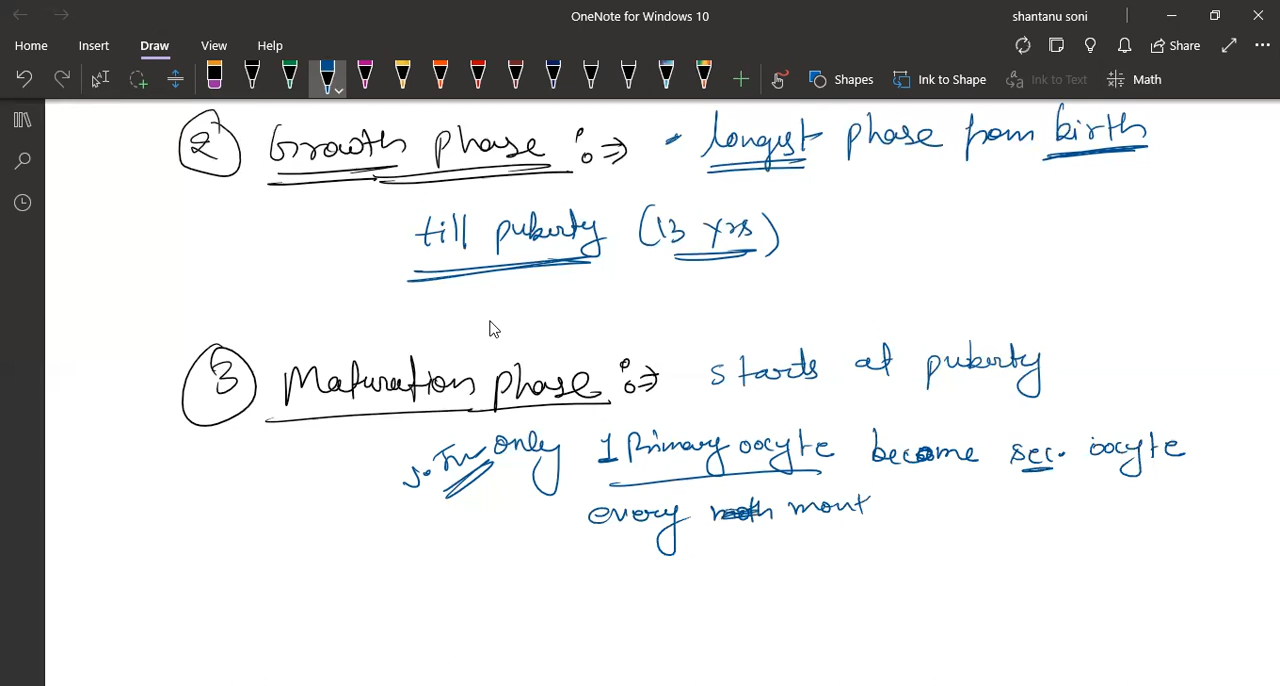 OneNote for Windows 10
shantanu soni
Home Insert Draw View Help
Share
Shapes Ink to Shape Ink to Text Math
2 Growth phase :⇒ • longest phase from birth
till puberty (13 yrs)
3 Maturation phase :⇒ starts at puberty
only 1 Primary oocyte become sec. oocyte
every mont